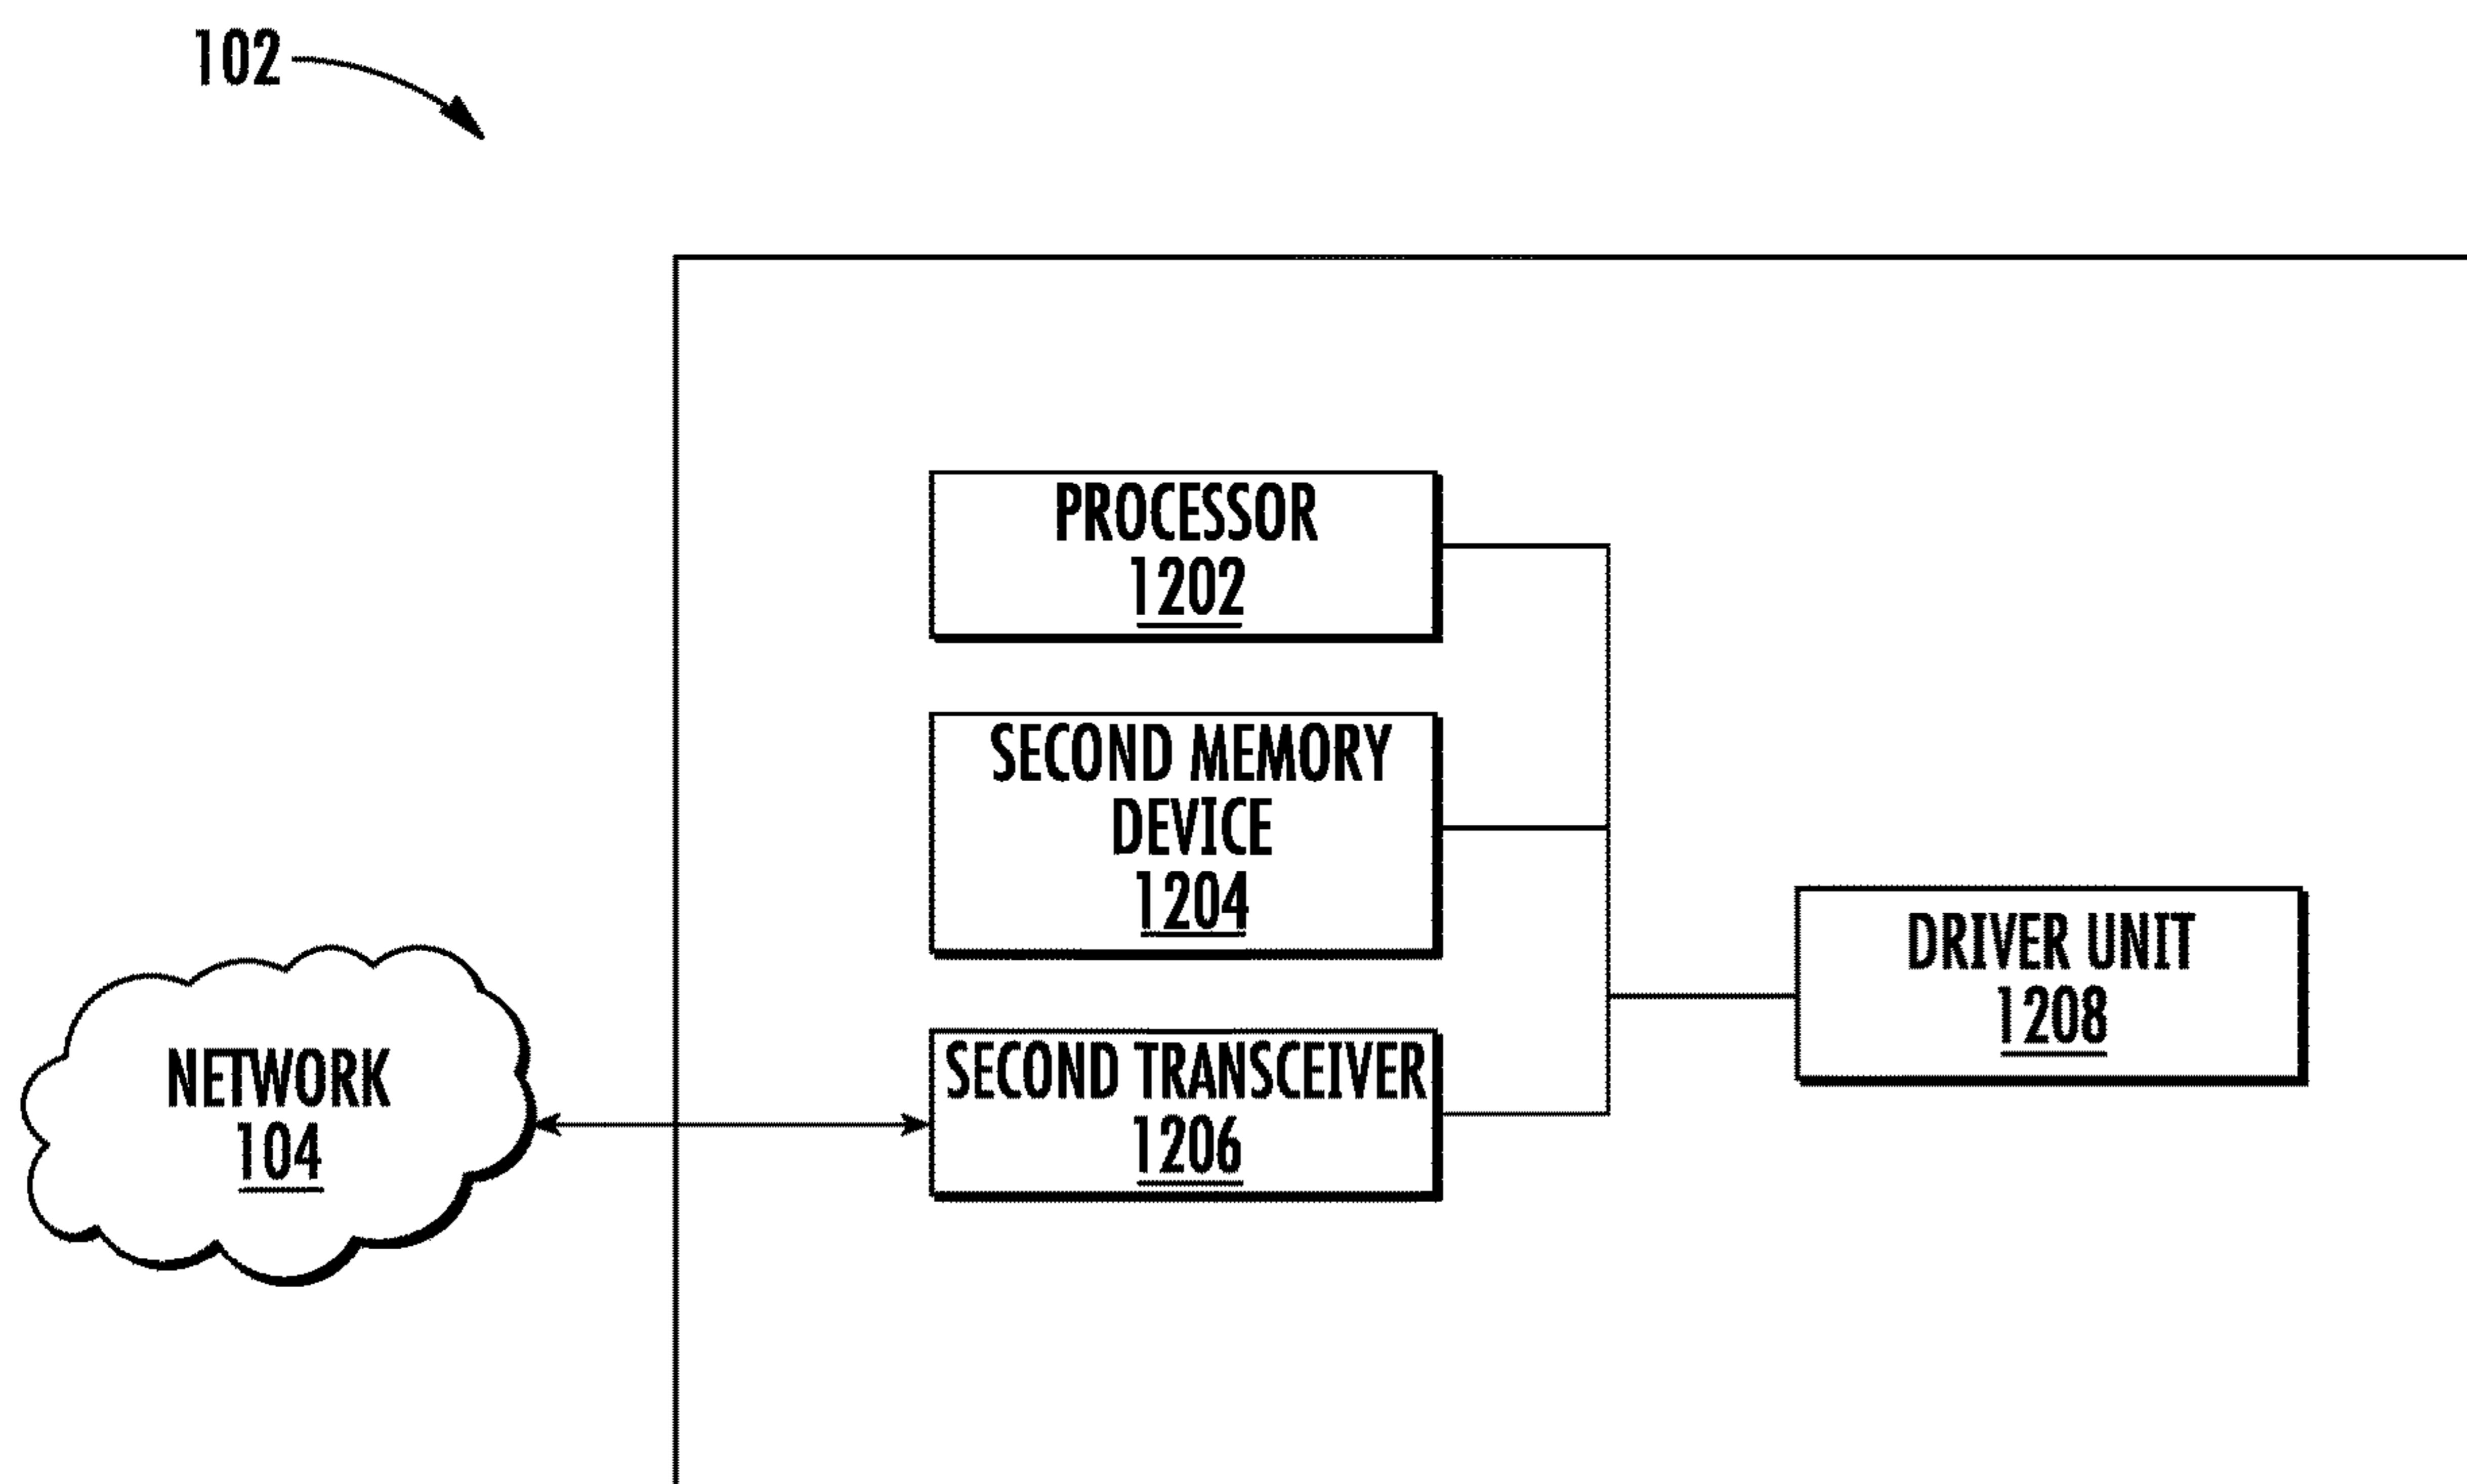 102
PROCESSOR
1202
SECOND MEMORY
DEVICE
1204
DRIVER UNIT
1208
NETWORK
104
SECOND TRANSCEIVER
1206